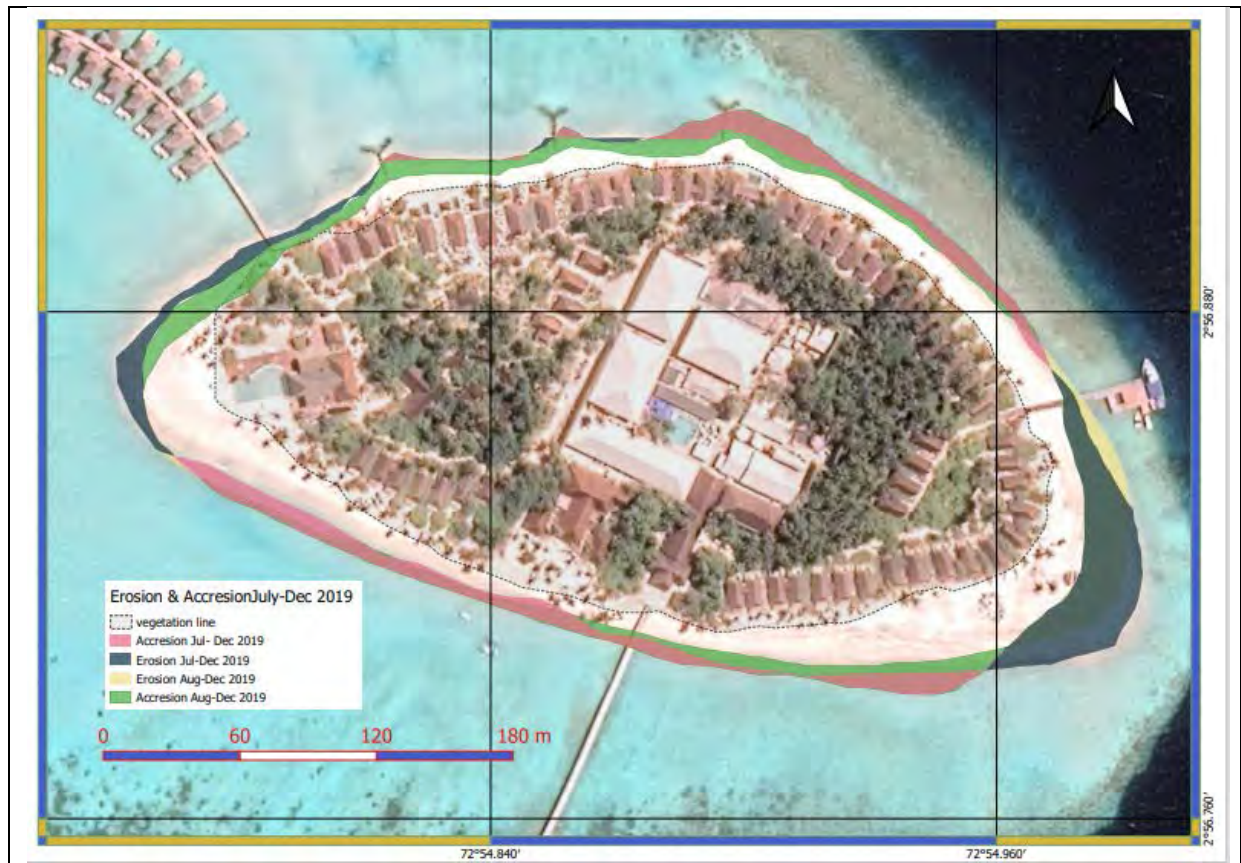 2°56.880'
Erosion & AccresionJuly-Dec 2019
vegetation line
Accresion Jul- Dec 2019
Erosion Jul-Dec 2019
Erosion Aug-Dec 2019
Accresion Aug-Dec 2019
0 60 120 180 m
2°56.760'
72°54.840' 72°54.960'